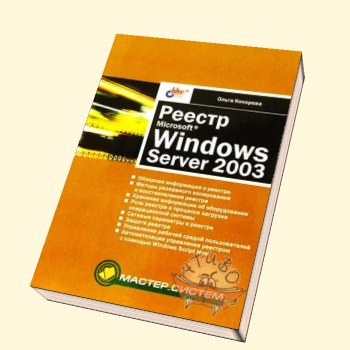 bhv
Ольга Кокорева
Реестр
Microsoft®
Windows
Server 2003
Обзорная информация о реестре
Методы резервного копирования
и восстановления реестра
Хранение информации об оборудовании
Роль реестра в процессе загрузки
операционной системы
Сетевые параметры в реестре
Защита реестра
Управление рабочей средой пользователей
Автоматизация управления реестром
с помощью Windows Script Host
МАСТЕР СИСТЕМ